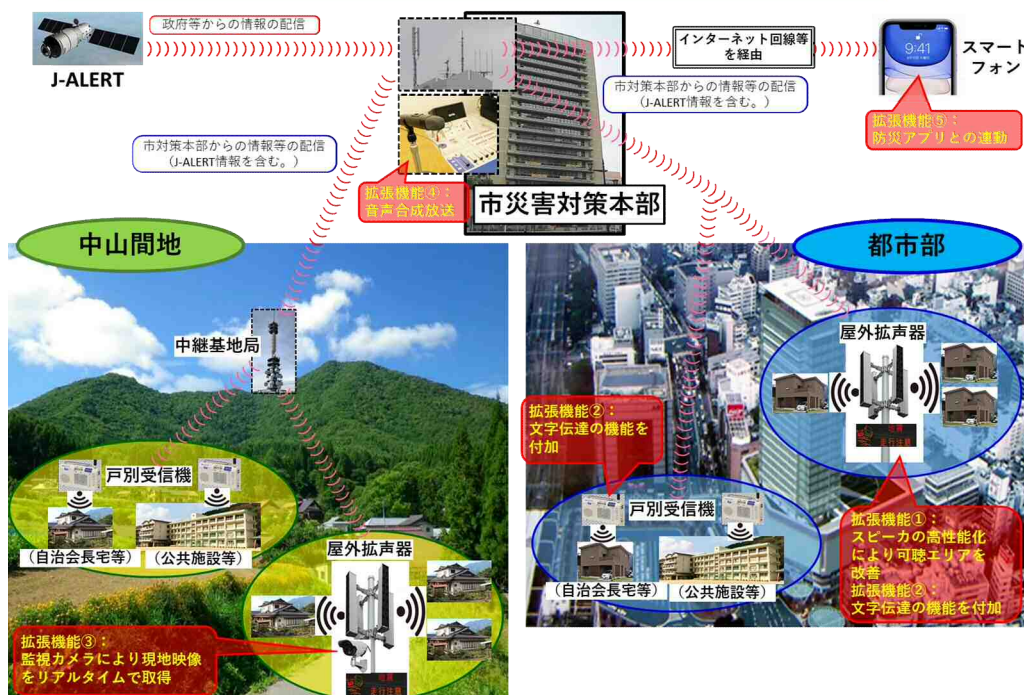 政府等からの情報の配信
J-ALERT
インターネット回線等
を経由
9:41
スマート
フォン
市対策本部からの情報等の配信
(J-ALERT情報を含む。)
拡張機能⑤:
防災アプリとの連動
市対策本部からの情報等の配信
(J-ALERT情報を含む。)
拡張機能④:
音声合成放送
市災害対策本部
中山間地
都市部
中継基地局
屋外拡声器
拡張機能②:
文字伝達の機能を
付加
走行注意
戸別受信機
(自治会長宅等)
(公共施設等)
戸別受信機
(自治会長宅等)
(公共施設等)
拡張機能①:
スピーカの高性能化
により可聴エリアを
改善
拡張機能②:
文字伝達の機能を付加
屋外拡声器
拡張機能③:
監視カメラにより現地映像
をリアルタイムで取得
走行注意